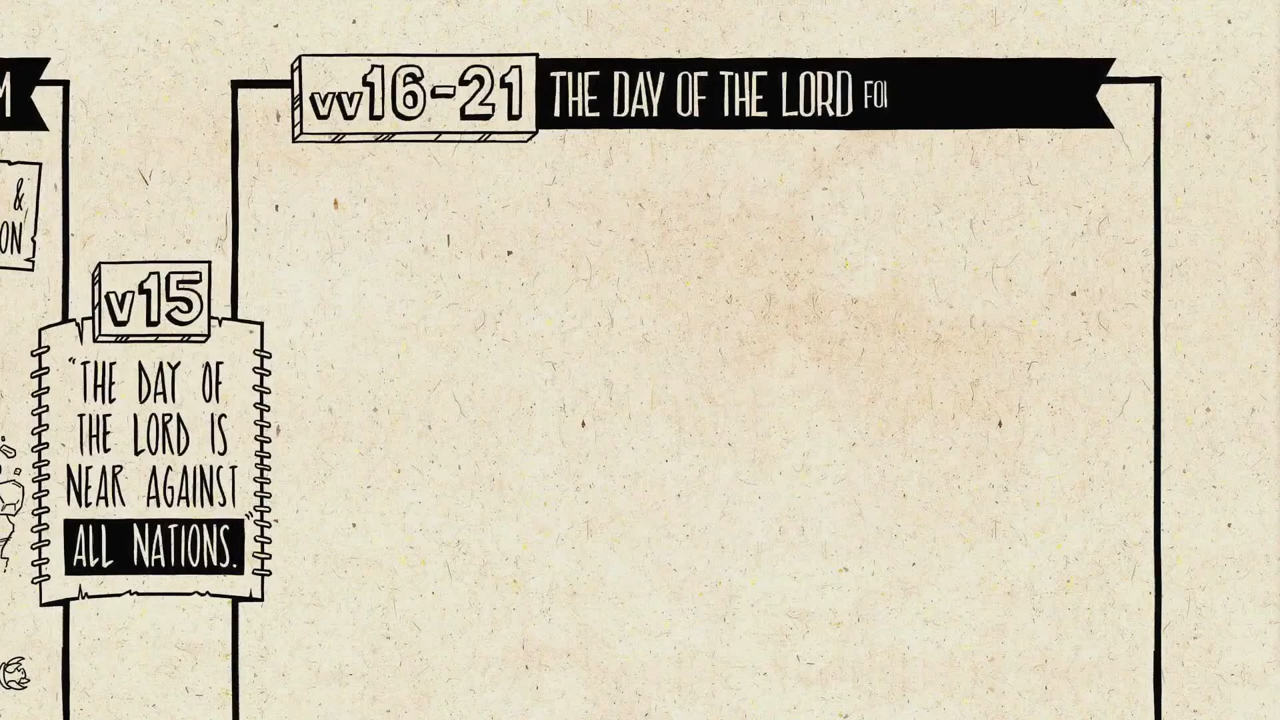 vv16-21 THE DAY OF THE LORD
&
v15
"THE DAY OF
THE LORD IS
NEAR AGAINST
ALL NATIONS."